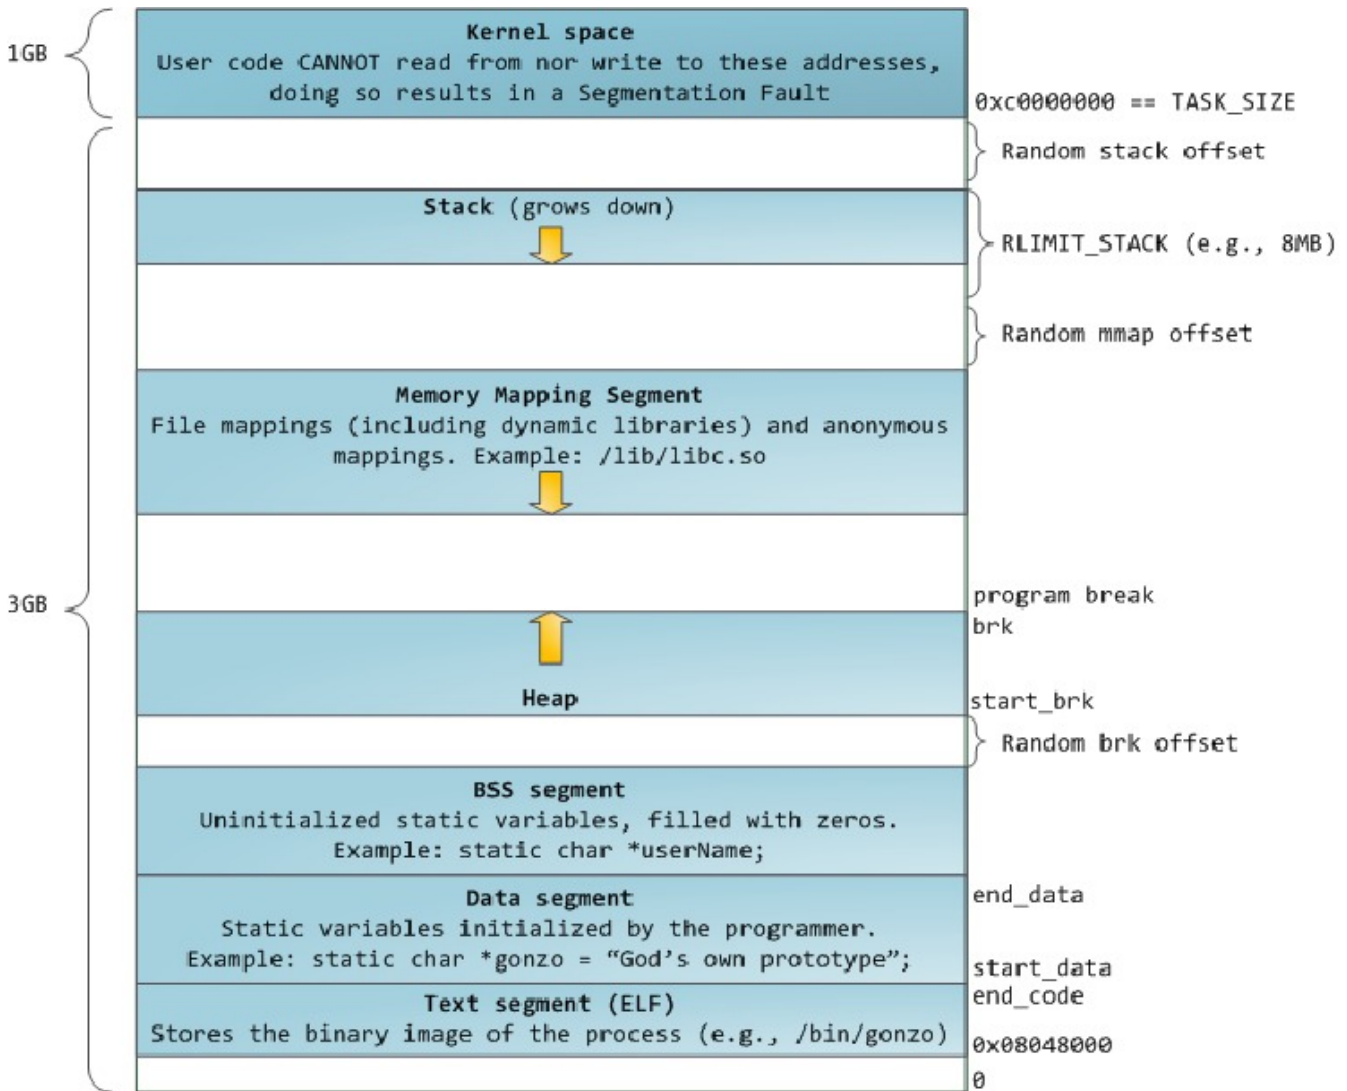 Kernel space
1GB
User code CANNOT read from nor write to these addresses,
doing so results in a Segmentation Fault
0xc0000000 == TASK_SIZE
Random stack offset
Stack (grows down)
RLIMIT_STACK (e.g., 8MB)
Random mmap offset
Memory Mapping Segment
File mappings (including dynamic libraries) and anonymous
mappings. Example: /lib/libc.so
3GB
program break
brk
Heap
start_brk
Random brk offset
BSS segment
Uninitialized static variables, filled with zeros.
Example: static char *userName;
Data segment
end_data
Static variables initialized by the programmer.
Example: static char *gonzo = “God’s own prototype”;
start_data
end_code
Text segment (ELF)
Stores the binary image of the process (e.g., /bin/gonzo)
0x08048000
0